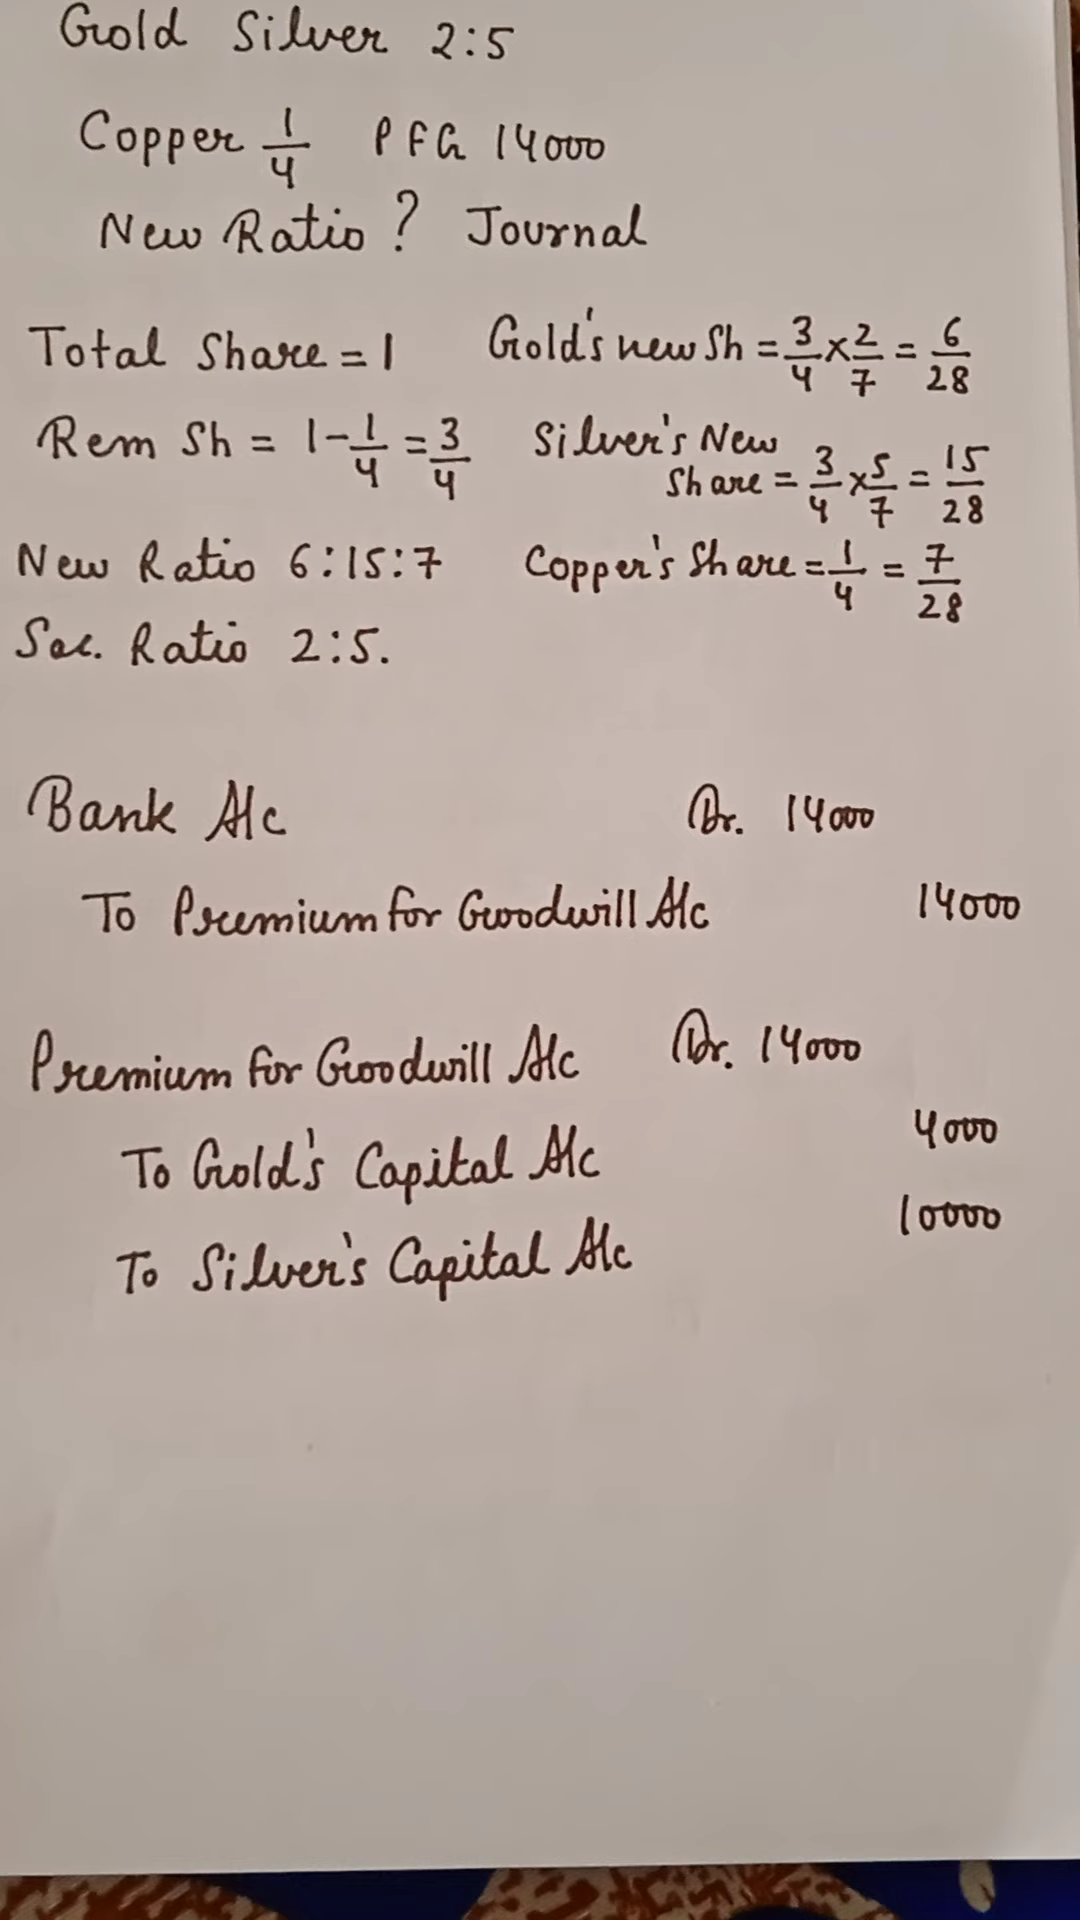 Gold Silver 2:5
Copper 1/4 PFG 14000
New Ratio ? Journal
Total Share = 1 Gold's new Sh = 3/4 x 2/7 = 6/28
Rem Sh = 1 - 1/4 = 3/4 Silver's New
Share = 3/4 x 5/7 = 15/28
New Ratio 6:15:7 Copper's Share = 1/4 = 7/28
Sac. Ratio 2:5.
Bank A/c Dr. 14000
To Premium for Goodwill A/c 14000
Premium for Goodwill A/c Dr. 14000
To Gold's Capital A/c 4000
To Silver's Capital A/c 10000